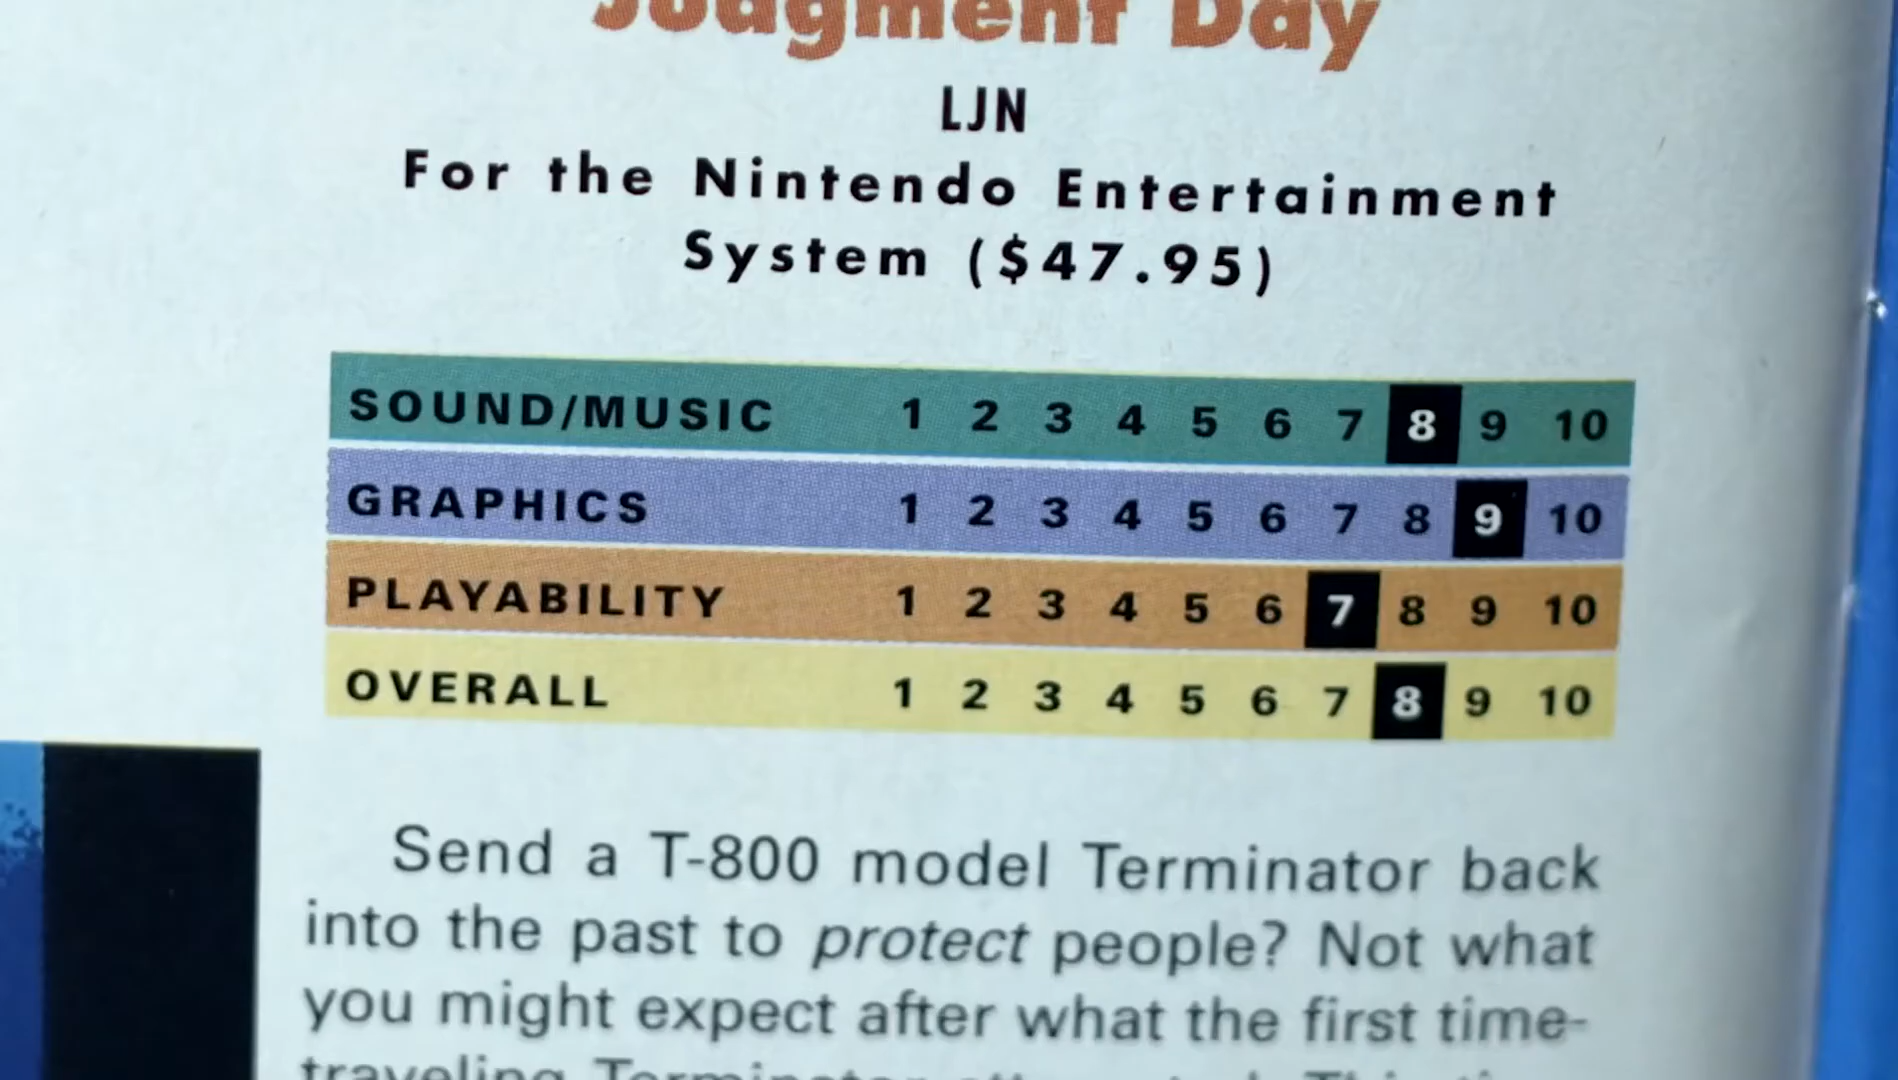 Judgment Day
LJN
For the Nintendo Entertainment
System ($47.95)
SOUND/MUSIC 1 2 3 4 5 6 7 8 9 10
GRAPHICS 1 2 3 4 5 6 7 8 9 10
PLAYABILITY 1 2 3 4 5 6 7 8 9 10
OVERALL 1 2 3 4 5 6 7 8 9 10
Send a T-800 model Terminator back
into the past to protect people? Not what
you might expect after what the first time-
traveling Terminator